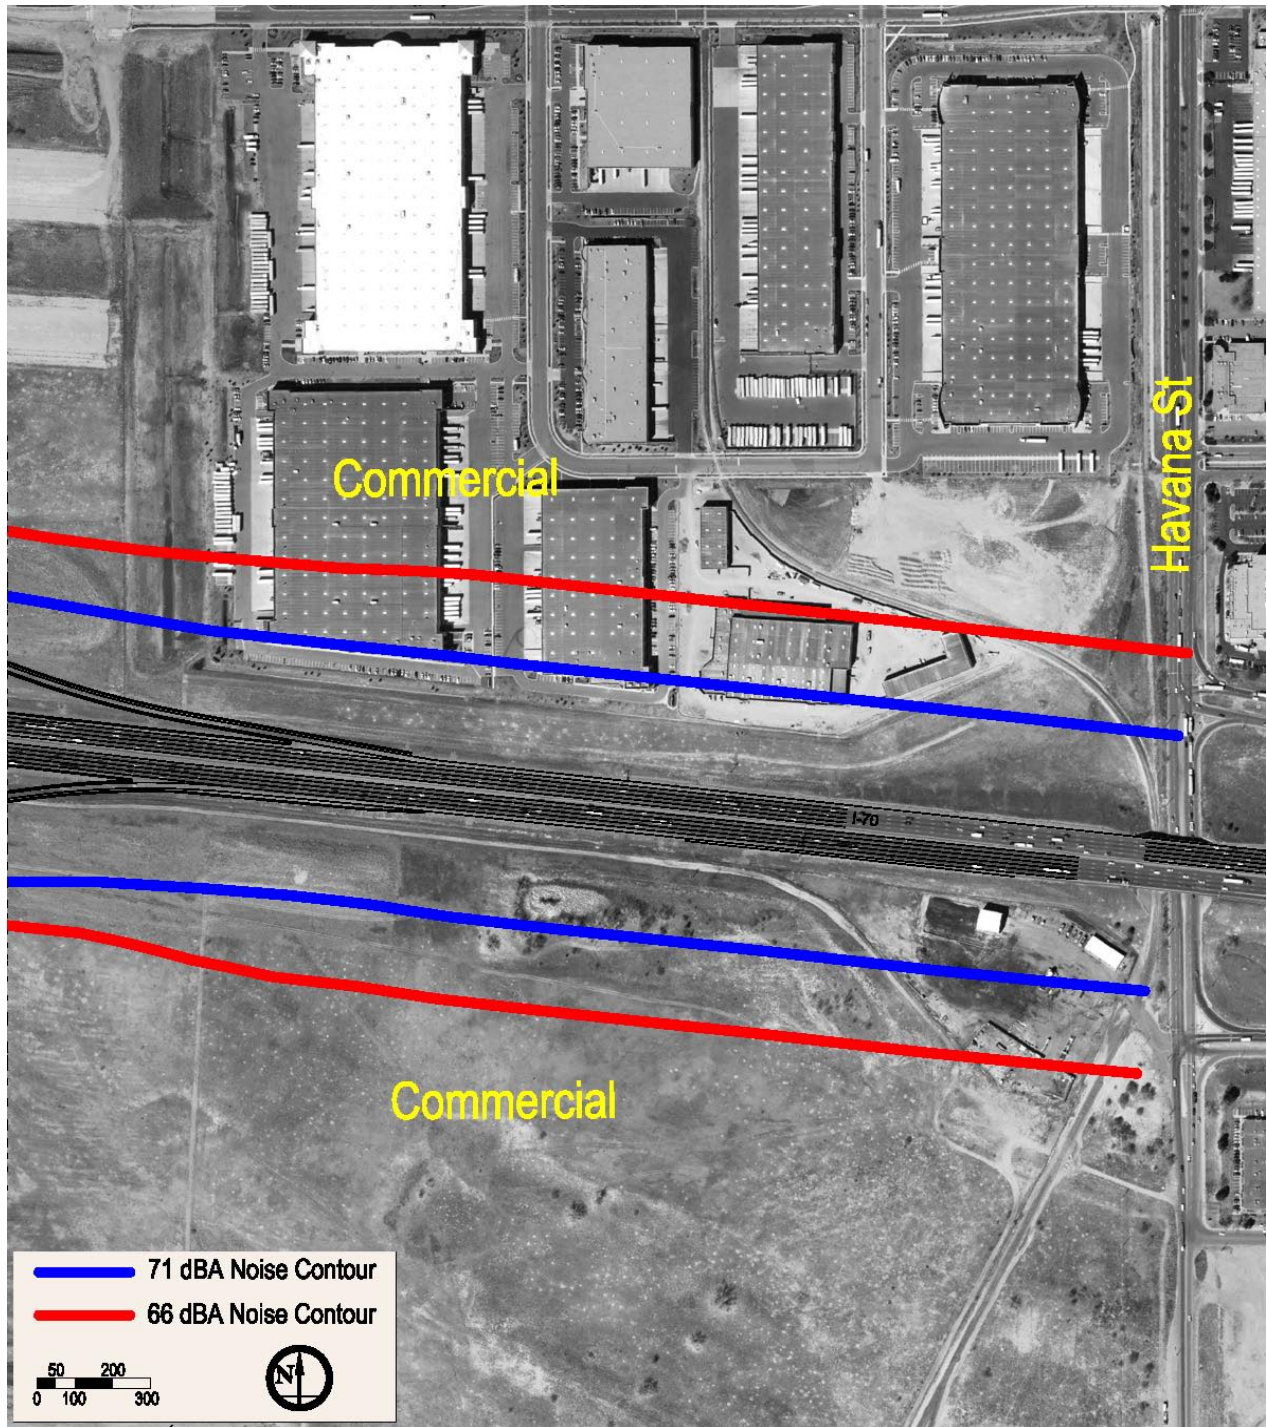 Havana St
Commercial
I-70
Commercial
71 dBA Noise Contour
66 dBA Noise Contour
N
50 200
0 100 300